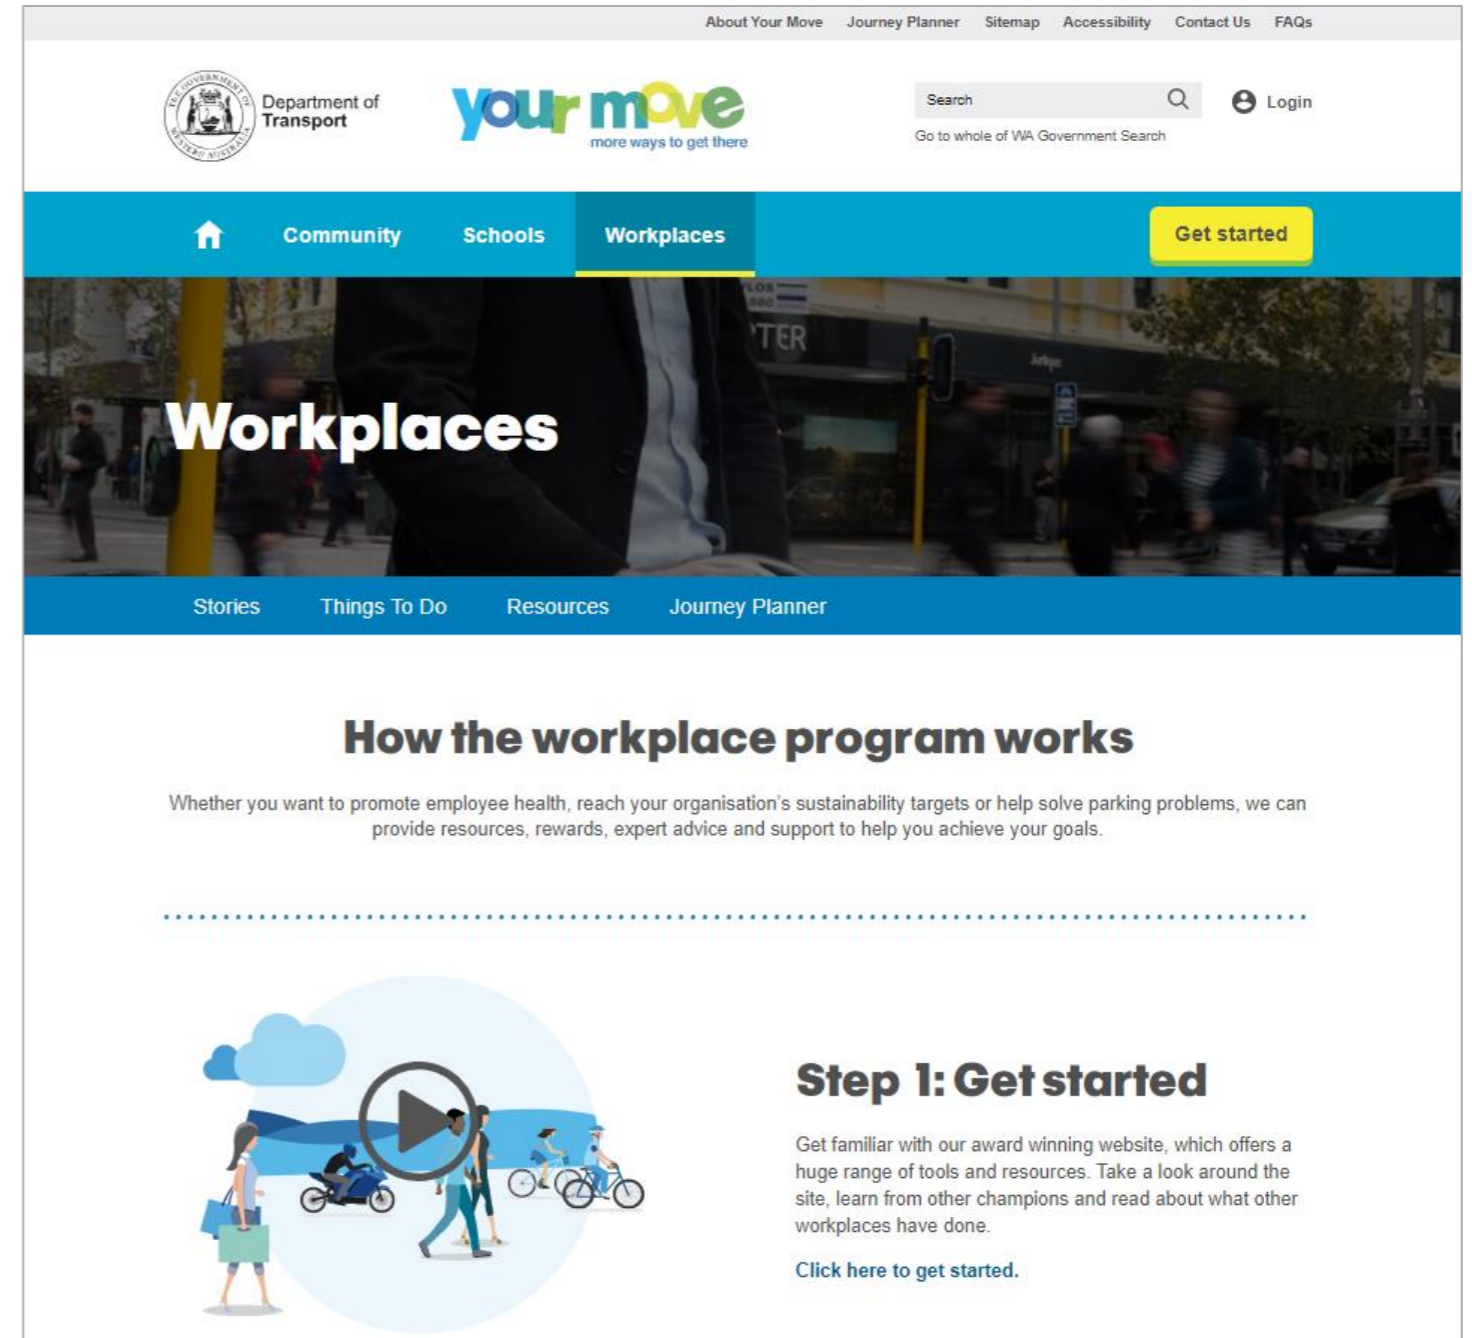 About Your Move Journey Planner Sitemap Accessibility Contact Us FAQs
THE GOVERNMENT OF
WESTERN AUSTRALIA
Department of
Transport
your move
more ways to get there
Search
Login
Go to whole of WA Government Search
Community Schools Workplaces Get started
TER
Workplaces
Stories Things To Do Resources Journey Planner
How the workplace program works
Whether you want to promote employee health, reach your organisation's sustainability targets or help solve parking problems, we can
provide resources, rewards, expert advice and support to help you achieve your goals.
Step 1: Get started
Get familiar with our award winning website, which offers a
huge range of tools and resources. Take a look around the
site, learn from other champions and read about what other
workplaces have done.
Click here to get started.